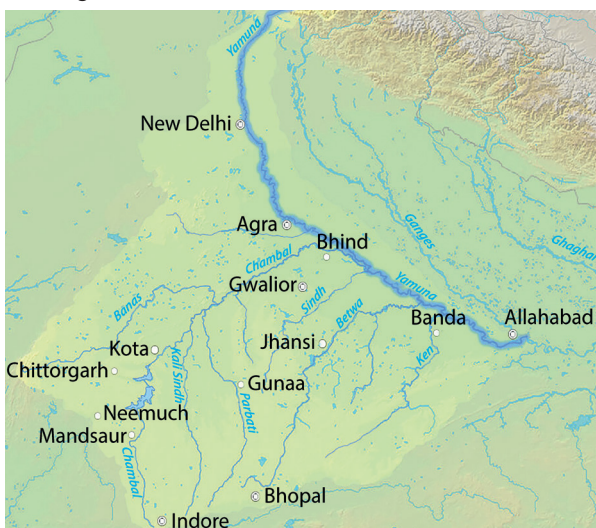 Yamuna
New Delhi
Agra
Ganges
Bhind
Chambal
Ghaghar
Gwalior
Yamuna
Sindh
Banas
Betwa
Banda
Allahabad
Kota
Jhansi
Kali Sindh
Ken
Chittorgarh
Gunaa
Parbati
Neemuch
Mandsaur
Chambal
Bhopal
Indore